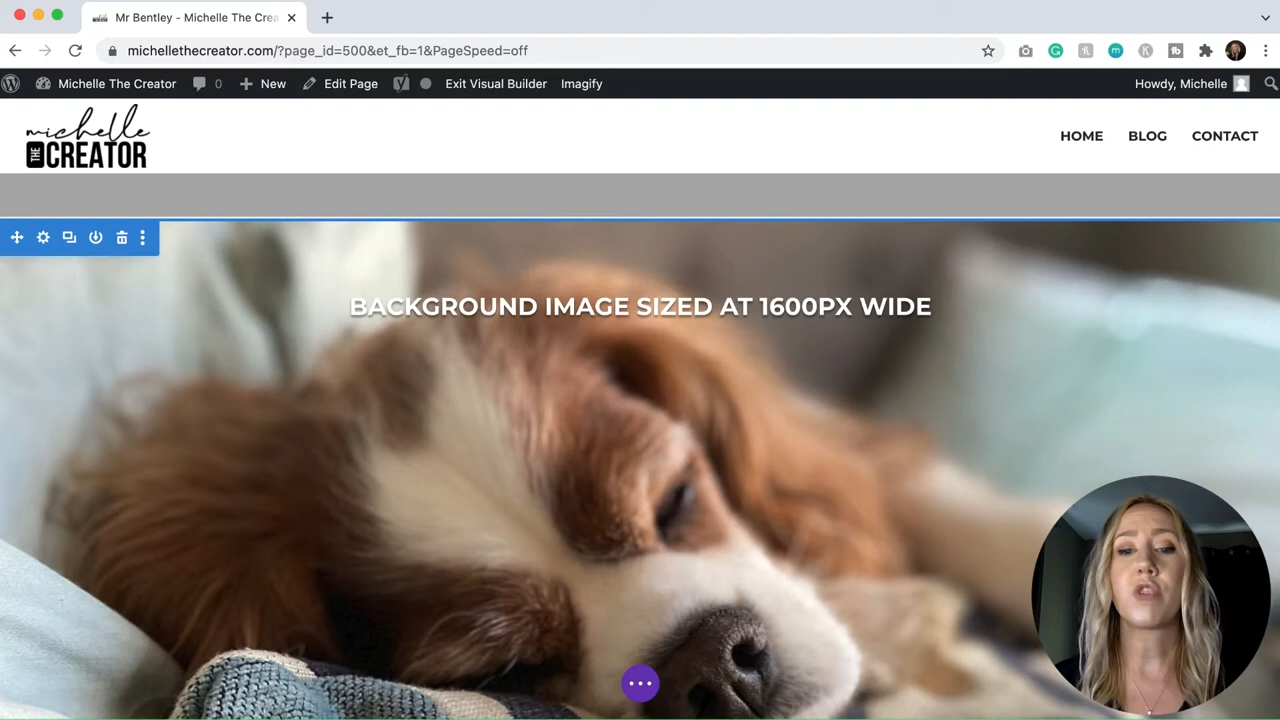 Mr Bentley - Michelle The Crea
michellethecreator.com/?page_id=500&et_fb=1&PageSpeed=off
Michelle The Creator 0 New Edit Page Exit Visual Builder Imagify Howdy, Michelle
michelle
THE CREATOR
HOME BLOG CONTACT
BACKGROUND IMAGE SIZED AT 1600PX WIDE